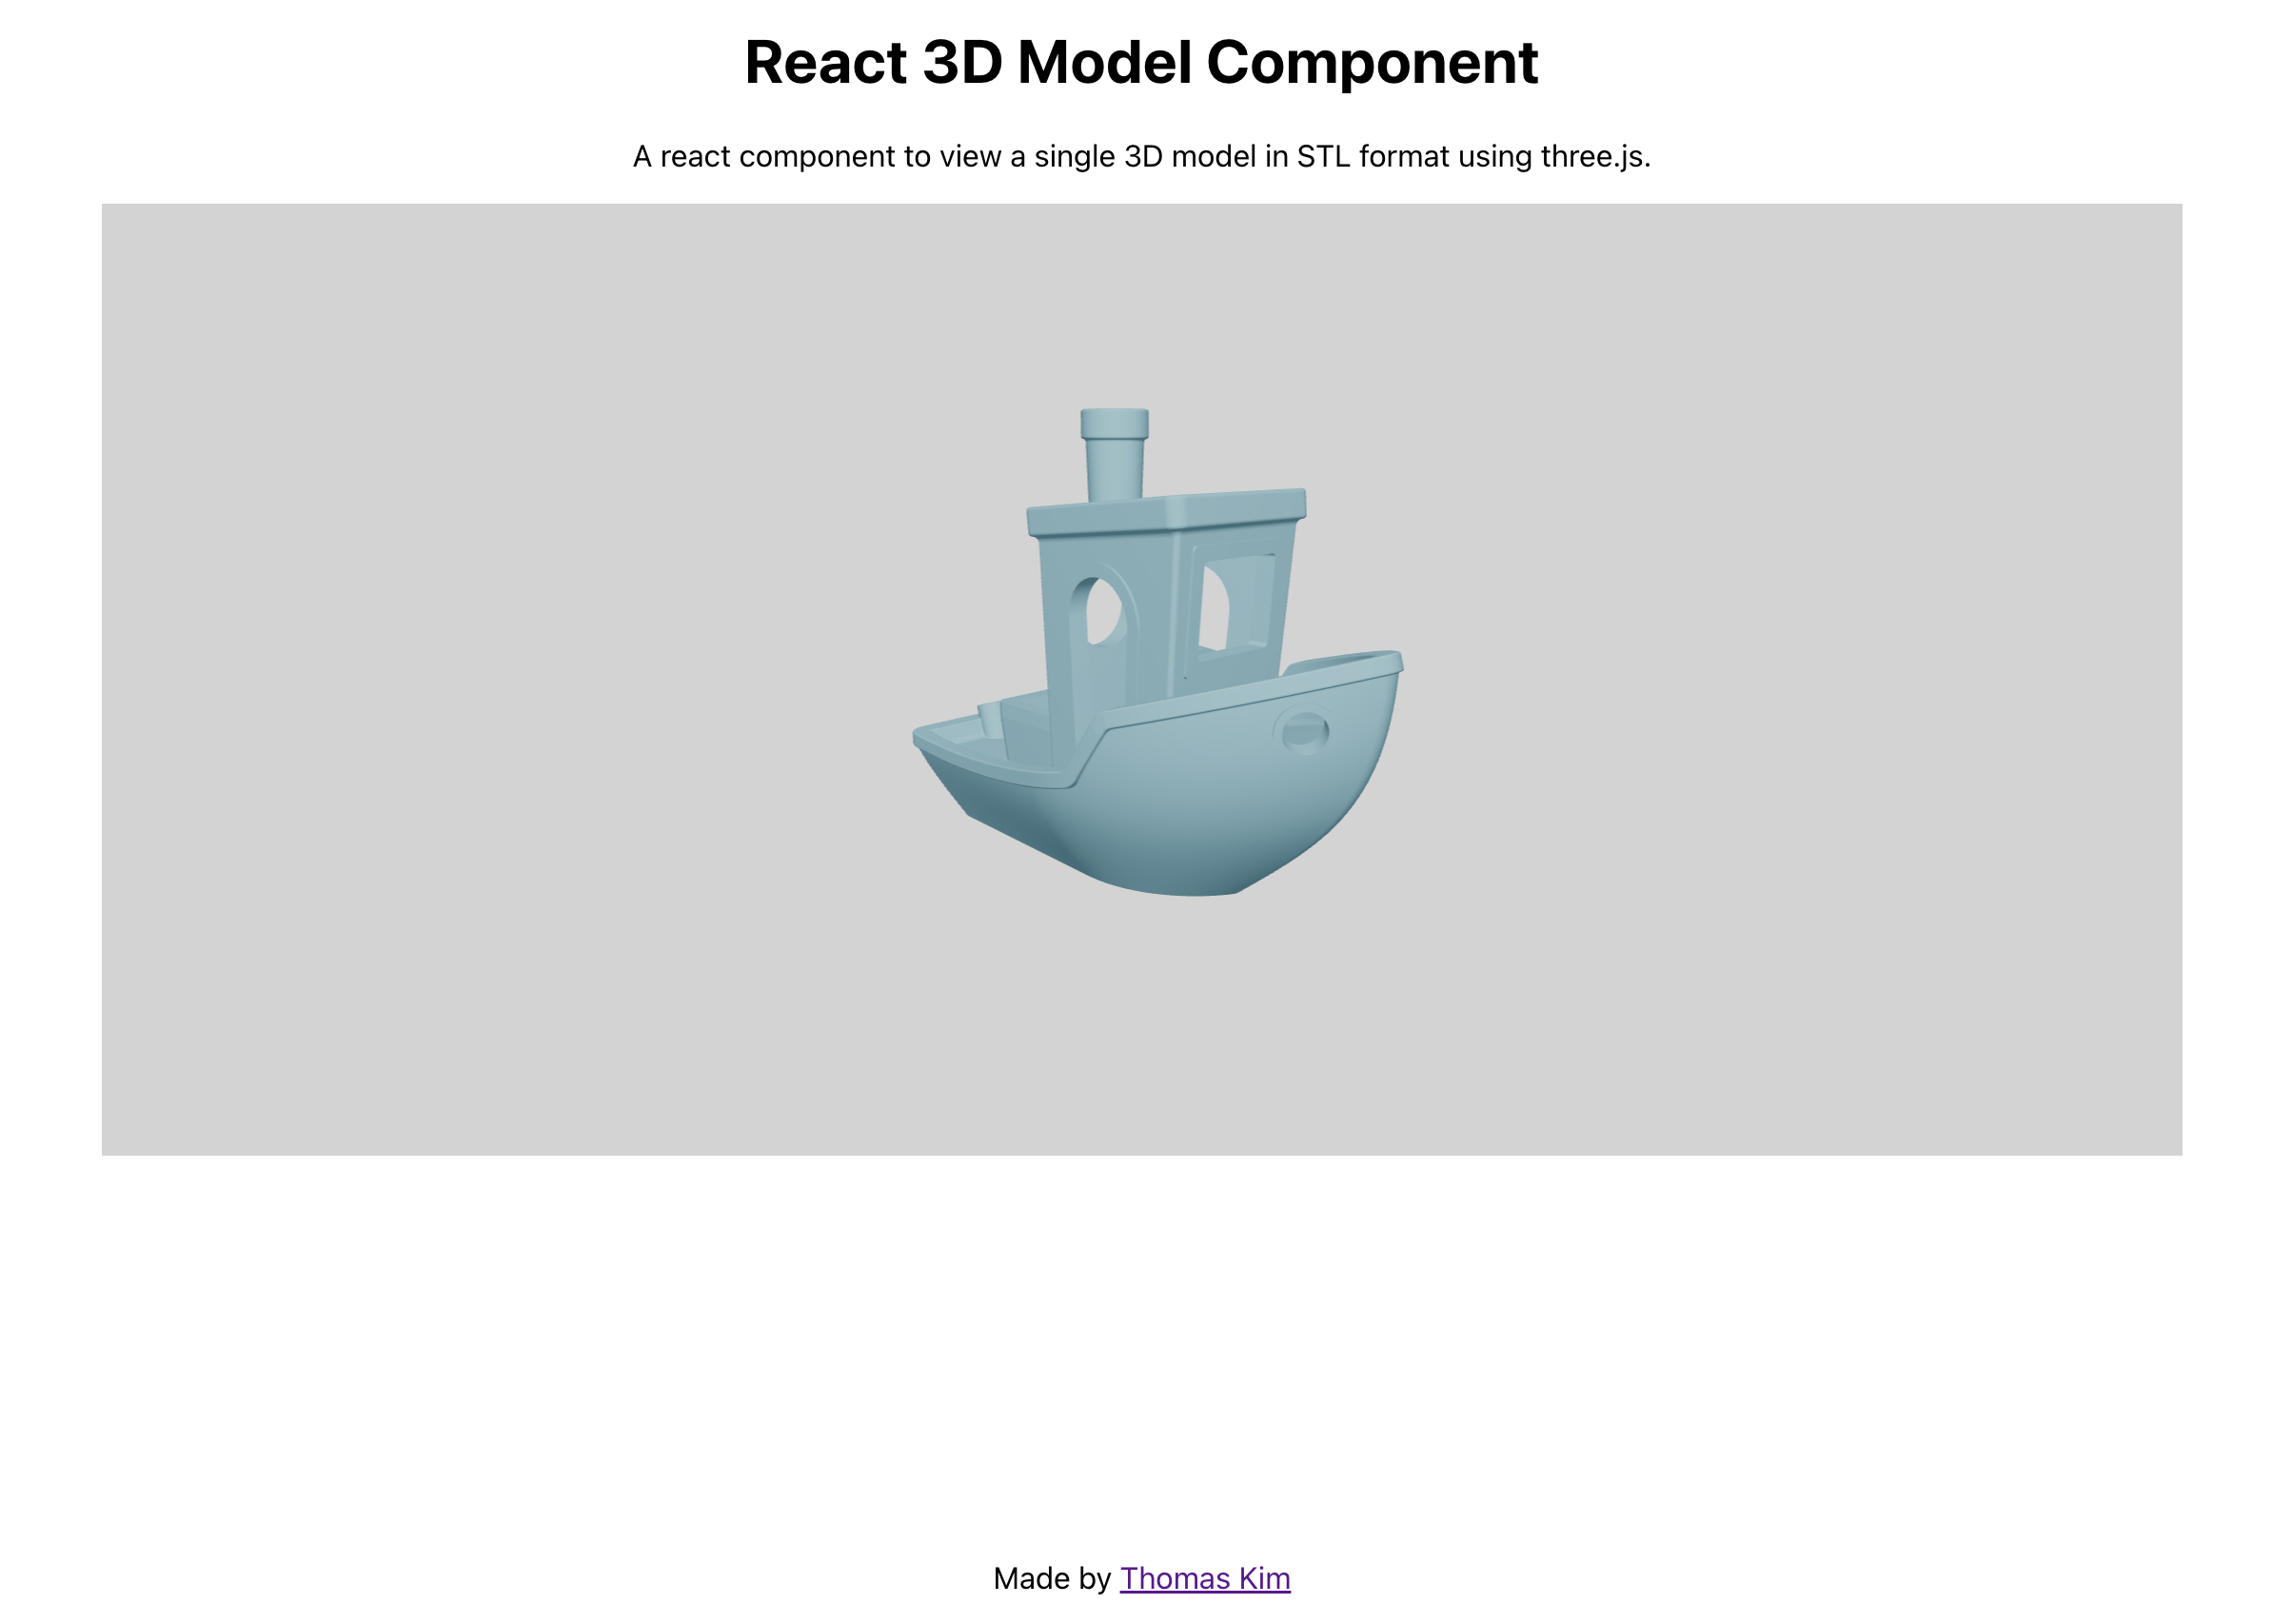 React 3D Model Component
A react component to view a single 3D model in STL format using three.js.
Made by Thomas Kim